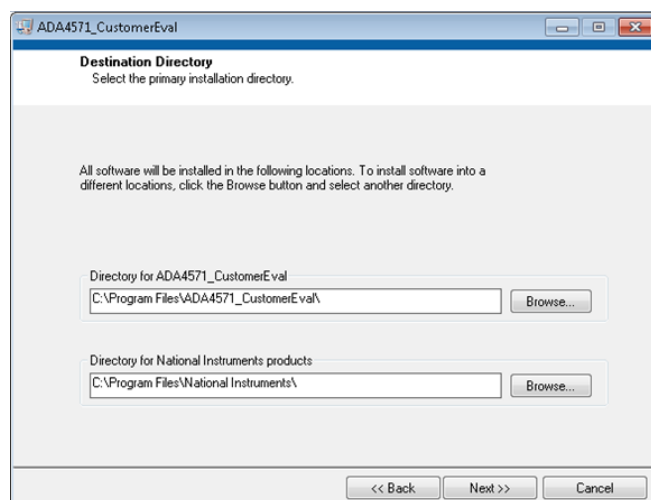 ADA4571_CustomerEval
Destination Directory
Select the primary installation directory.
All software will be installed in the following locations. To install software into a
different locations, click the Browse button and select another directory.
Directory for ADA4571_CustomerEval
C:\Program Files\ADA4571_CustomerEval\
Browse...
Directory for National Instruments products
C:\Program Files\National Instruments\
Browse...
<< Back Next >> Cancel